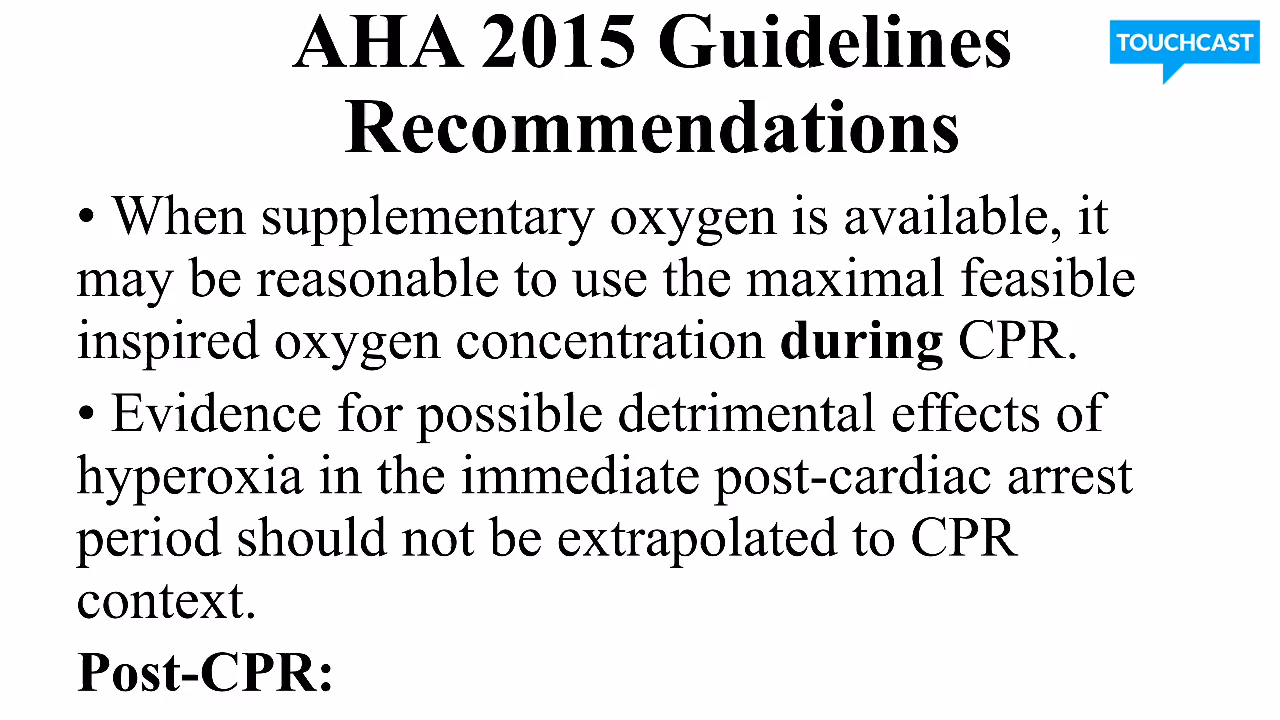 AHA 2015 Guidelines
Recommendations
TOUCHCAST
• When supplementary oxygen is available, it
may be reasonable to use the maximal feasible
inspired oxygen concentration during CPR.
• Evidence for possible detrimental effects of
hyperoxia in the immediate post-cardiac arrest
period should not be extrapolated to CPR
context.
Post-CPR: